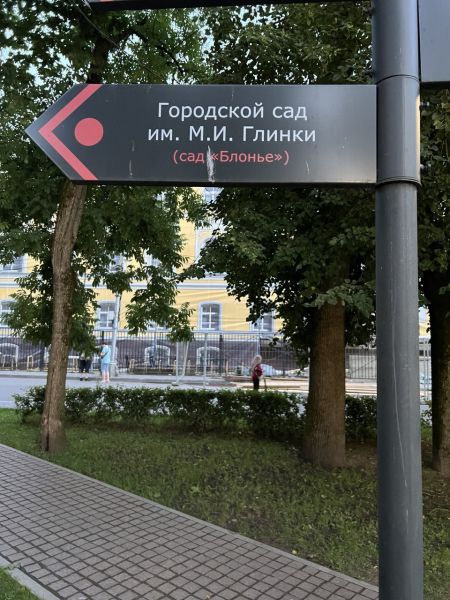 Городской сад
им. М.И. Глинки
(сад «Блонье»)